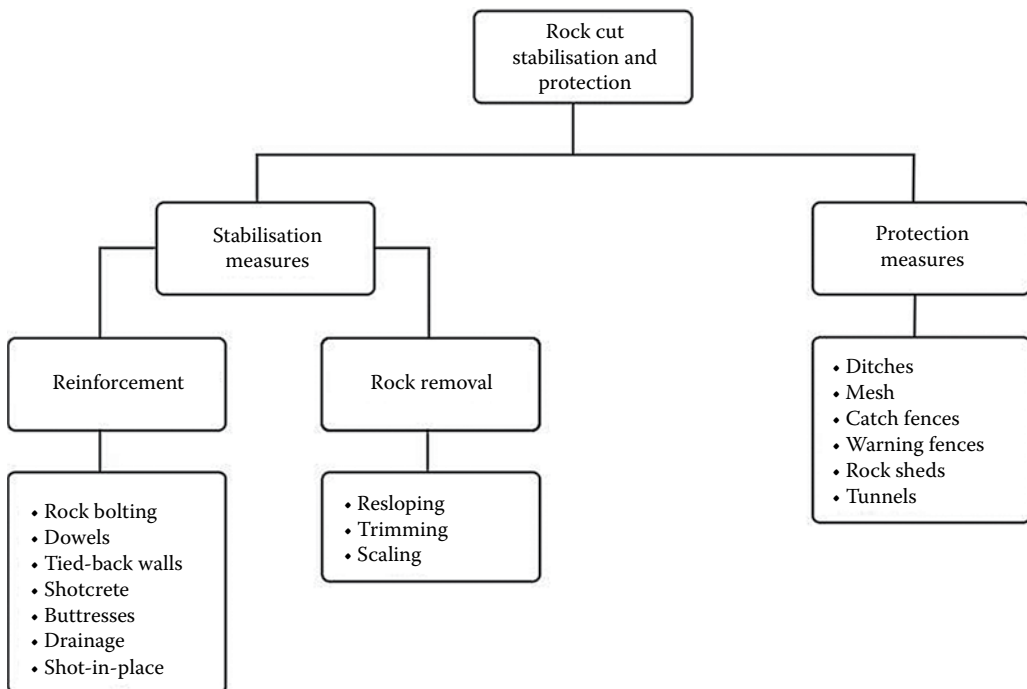 Rock cut
stabilisation and
protection
Stabilisation
measures
Protection
measures
Reinforcement
Rock removal
• Ditches
• Mesh
• Catch fences
• Warning fences
• Rock sheds
• Tunnels
• Rock bolting
• Dowels
• Tied-back walls
• Shotcrete
• Buttresses
• Drainage
• Shot-in-place
• Resloping
• Trimming
• Scaling